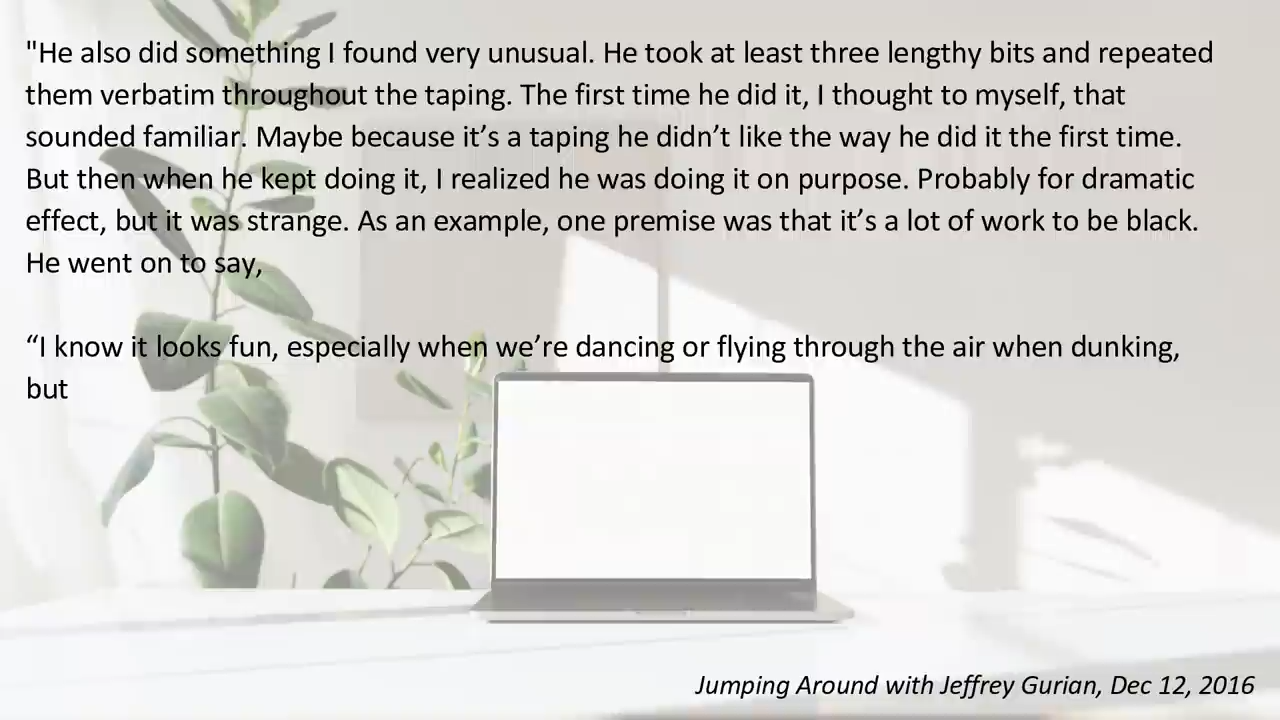 "He also did something I found very unusual. He took at least three lengthy bits and repeated
them verbatim throughout the taping. The first time he did it, I thought to myself, that
sounded familiar. Maybe because it’s a taping he didn’t like the way he did it the first time.
But then when he kept doing it, I realized he was doing it on purpose. Probably for dramatic
effect, but it was strange. As an example, one premise was that it’s a lot of work to be black.
He went on to say,
“I know it looks fun, especially when we’re dancing or flying through the air when dunking,
but
Jumping Around with Jeffrey Gurian, Dec 12, 2016